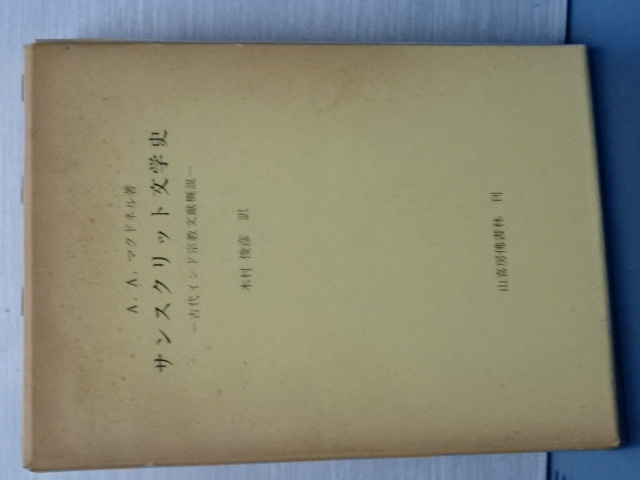 A. A. マクドネル著
サンスクリット文学史
—古代インド宗教文献概説—
木村 俊彦 訳
山喜房佛書林 刊